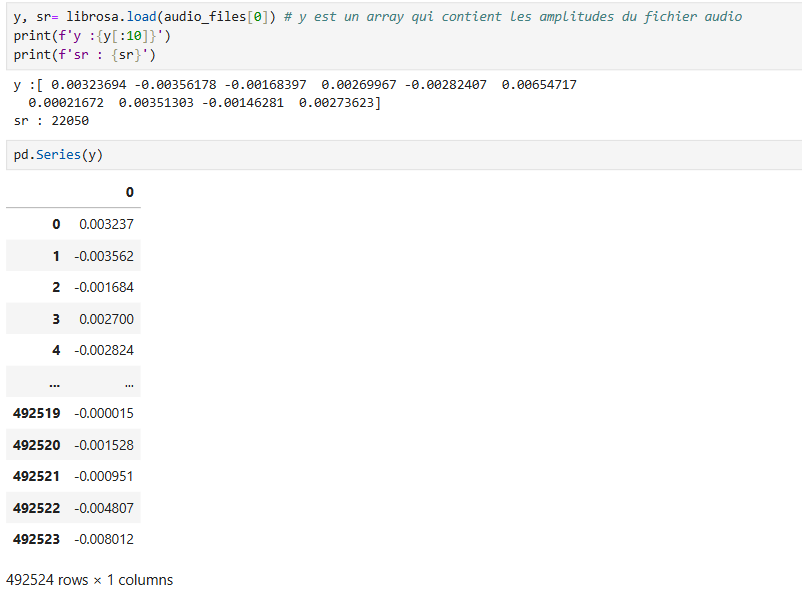 y, sr= librosa.load(audio_files[0]) # y est un array qui contient les amplitudes du fichier audio
print(f'y :{y[:10]}')
print(f'sr : {sr}')
y :[ 0.00323694 -0.00356178 -0.00168397  0.00269967 -0.00282407  0.00654717
  0.00021672  0.00351303 -0.00146281  0.00273623]
sr : 22050
pd.Series(y)
0
0 0.003237
1 -0.003562
2 -0.001684
3 0.002700
4 -0.002824
... ...
492519 -0.000015
492520 -0.001528
492521 -0.000951
492522 -0.004807
492523 -0.008012
492524 rows × 1 columns